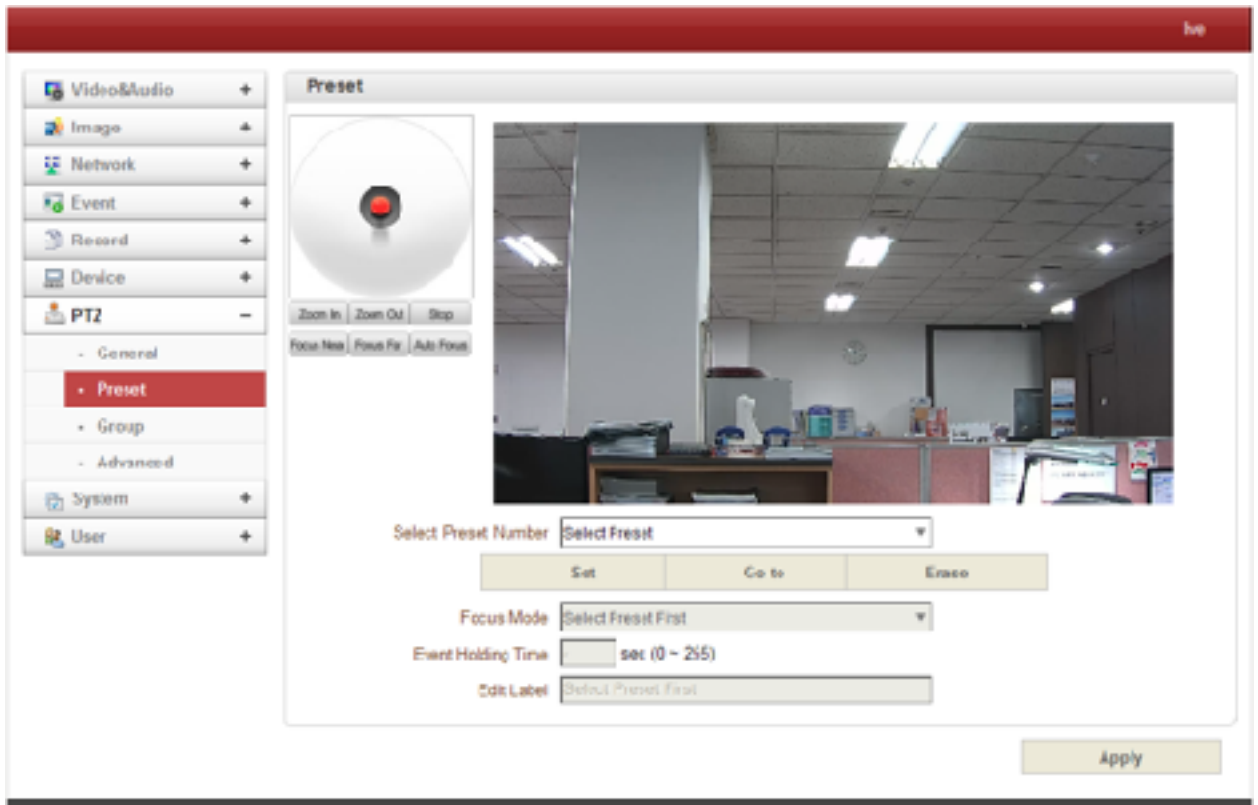 live
Video&Audio +
Image +
Network +
Event +
Record +
Device +
PTZ -
- General
• Preset
• Group
- Advanced
System +
User +
Preset
Zoom In Zoom Out Stop
Focus Near Focus Far Auto Focus
Select Preset Number Select Preset
Set Go to Erase
Focus Mode Select Preset First
Event Holding Time sec (0 ~ 255)
Edit Label Select Preset First
Apply